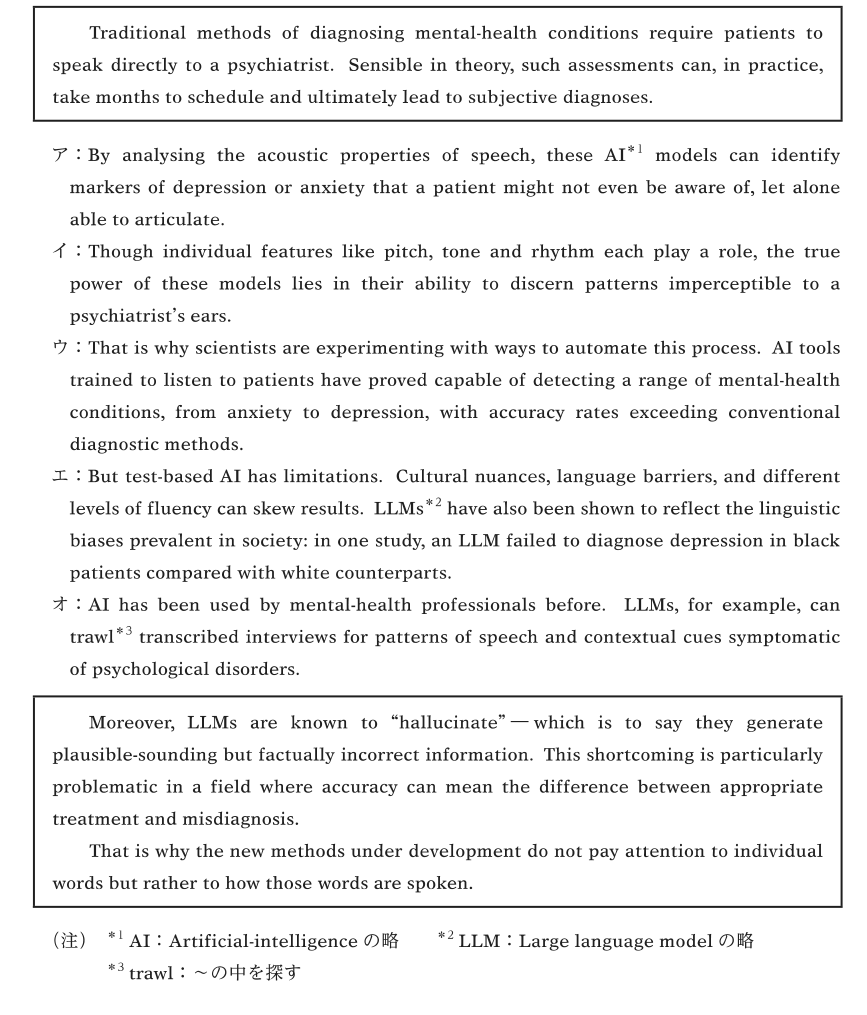 Traditional methods of diagnosing mental-health conditions require patients to
speak directly to a psychiatrist. Sensible in theory, such assessments can, in practice,
take months to schedule and ultimately lead to subjective diagnoses.
ア：By analysing the acoustic properties of speech, these AI*1 models can identify
markers of depression or anxiety that a patient might not even be aware of, let alone
able to articulate.
イ：Though individual features like pitch, tone and rhythm each play a role, the true
power of these models lies in their ability to discern patterns imperceptible to a
psychiatrist's ears.
ウ：That is why scientists are experimenting with ways to automate this process. AI tools
trained to listen to patients have proved capable of detecting a range of mental-health
conditions, from anxiety to depression, with accuracy rates exceeding conventional
diagnostic methods.
エ：But test-based AI has limitations. Cultural nuances, language barriers, and different
levels of fluency can skew results. LLMs*2 have also been shown to reflect the linguistic
biases prevalent in society: in one study, an LLM failed to diagnose depression in black
patients compared with white counterparts.
オ：AI has been used by mental-health professionals before. LLMs, for example, can
trawl*3 transcribed interviews for patterns of speech and contextual cues symptomatic
of psychological disorders.
Moreover, LLMs are known to “hallucinate” — which is to say they generate
plausible-sounding but factually incorrect information. This shortcoming is particularly
problematic in a field where accuracy can mean the difference between appropriate
treatment and misdiagnosis.
That is why the new methods under development do not pay attention to individual
words but rather to how those words are spoken.
（注） *1 AI：Artificial-intelligence の略 *2 LLM：Large language model の略
*3 trawl：～の中を探す